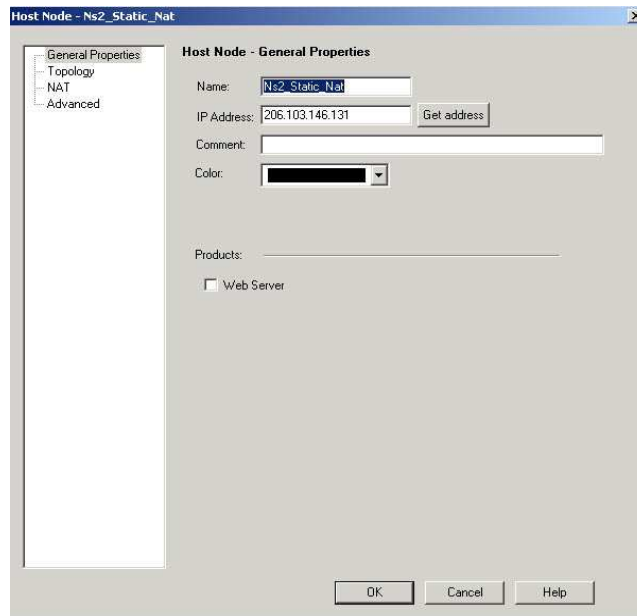 Host Node - Ns2_Static_Nat
General Properties
Topology
NAT
Advanced
Host Node - General Properties
Name: Ns2_Static_Nat
IP Address: 206.103.146.131 Get address
Comment:
Color:
Products:
Web Server
OK Cancel Help